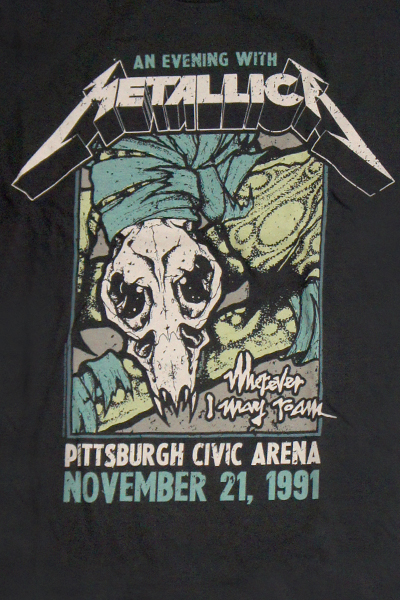 AN EVENING WITH
METALLICA
Wherever
I may roam
PITTSBURGH CIVIC ARENA
NOVEMBER 21, 1991